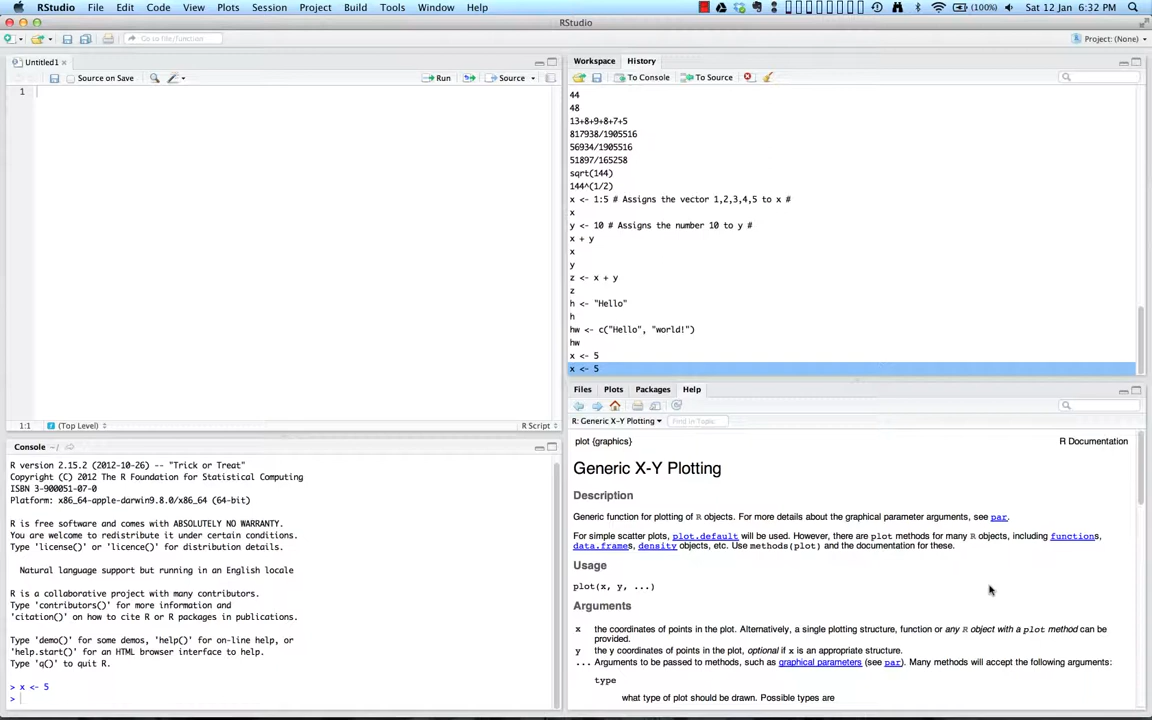 RStudio File Edit Code View Plots Session Project Build Tools Window Help (100%) Sat 12 Jan 6:32 PM
RStudio
Go to file/function Project: (None)
Untitled1
Source on Save Run Source
1
1:1 (Top Level) R Script
Workspace History
To Console To Source
44
48
13+8+9+8+7+5
817938/1905516
56934/1905516
51897/165258
sqrt(144)
144^(1/2)
x <- 1:5 # Assigns the vector 1,2,3,4,5 to x #
x
y <- 10 # Assigns the number 10 to y #
x + y
x
y
z <- x + y
z
h <- "Hello"
h
hw <- c("Hello", "world!")
hw
x <- 5
x <- 5
Console ~/
R version 2.15.2 (2012-10-26) -- "Trick or Treat"
Copyright (C) 2012 The R Foundation for Statistical Computing
ISBN 3-900051-07-0
Platform: x86_64-apple-darwin9.8.0/x86_64 (64-bit)
R is free software and comes with ABSOLUTELY NO WARRANTY.
You are welcome to redistribute it under certain conditions.
Type 'license()' or 'licence()' for distribution details.
Natural language support but running in an English locale
R is a collaborative project with many contributors.
Type 'contributors()' for more information and
'citation()' on how to cite R or R packages in publications.
Type 'demo()' for some demos, 'help()' for on-line help, or
'help.start()' for an HTML browser interface to help.
Type 'q()' to quit R.
> x <- 5
>
Files Plots Packages Help
R: Generic X-Y Plotting Find in Topic
plot {graphics} R Documentation
Generic X-Y Plotting
Description
Generic function for plotting of R objects. For more details about the graphical parameter arguments, see par.
For simple scatter plots, plot.default will be used. However, there are plot methods for many R objects, including functions,
data.frames, density objects, etc. Use methods(plot) and the documentation for these.
Usage
plot(x, y, ...)
Arguments
x the coordinates of points in the plot. Alternatively, a single plotting structure, function or any R object with a plot method can be
provided.
y the y coordinates of points in the plot, optional if x is an appropriate structure.
... Arguments to be passed to methods, such as graphical parameters (see par). Many methods will accept the following arguments:
type
what type of plot should be drawn. Possible types are